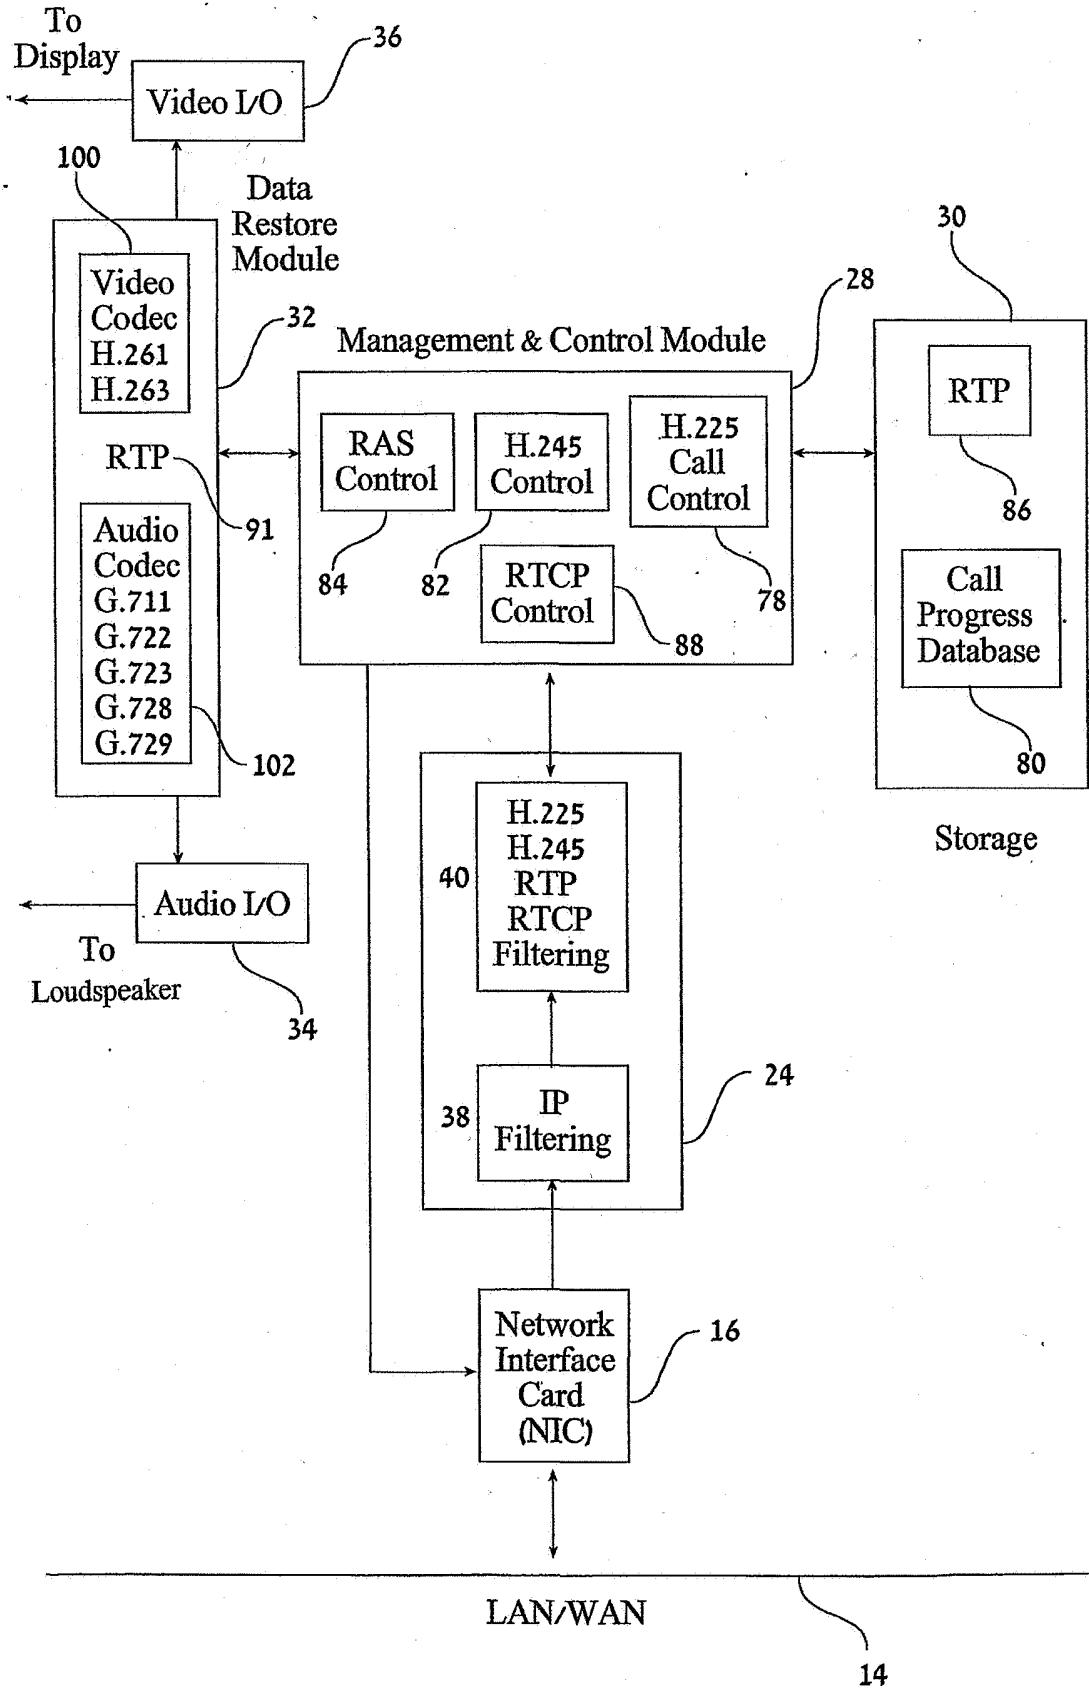 To
Display
36
Video I/O
100
Data
Restore
Module
Video
Codec
H.261
H.263
32
RTP
91
Audio
Codec
G.711
G.722
G.723
G.728
G.729
102
Audio I/O
To
Loudspeaker
34
Management & Control Module
28
RAS
Control
84
H.245
Control
82
H.225
Call
Control
78
RTCP
Control
88
30
RTP
86
Call
Progress
Database
80
Storage
40
H.225
H.245
RTP
RTCP
Filtering
38
IP
Filtering
24
Network
Interface
Card
(NIC)
16
LAN/WAN
14